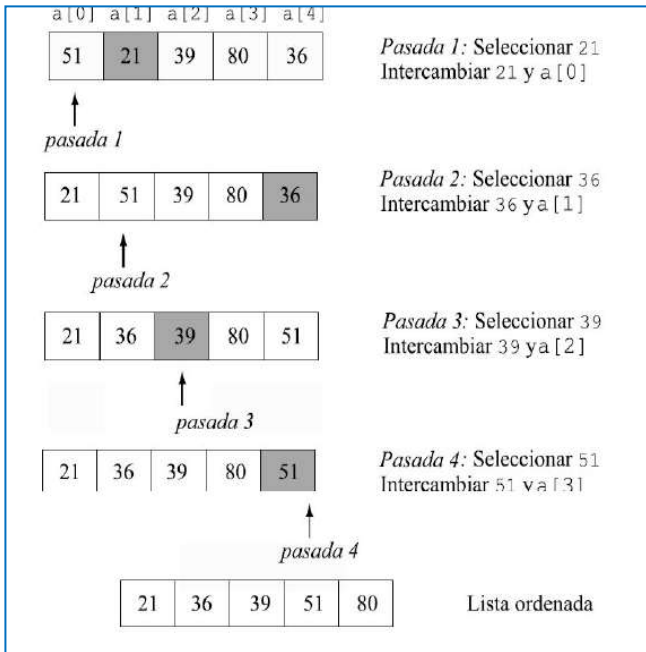 a[0] a[1] a[2] a[3] a[4]
51 21 39 80 36
Pasada 1: Seleccionar 21
Intercambiar 21 y a[0]
pasada 1
21 51 39 80 36
Pasada 2: Seleccionar 36
Intercambiar 36 y a[1]
pasada 2
21 36 39 80 51
Pasada 3: Seleccionar 39
Intercambiar 39 y a[2]
pasada 3
21 36 39 80 51
Pasada 4: Seleccionar 51
Intercambiar 51 y a[3]
pasada 4
21 36 39 51 80
Lista ordenada